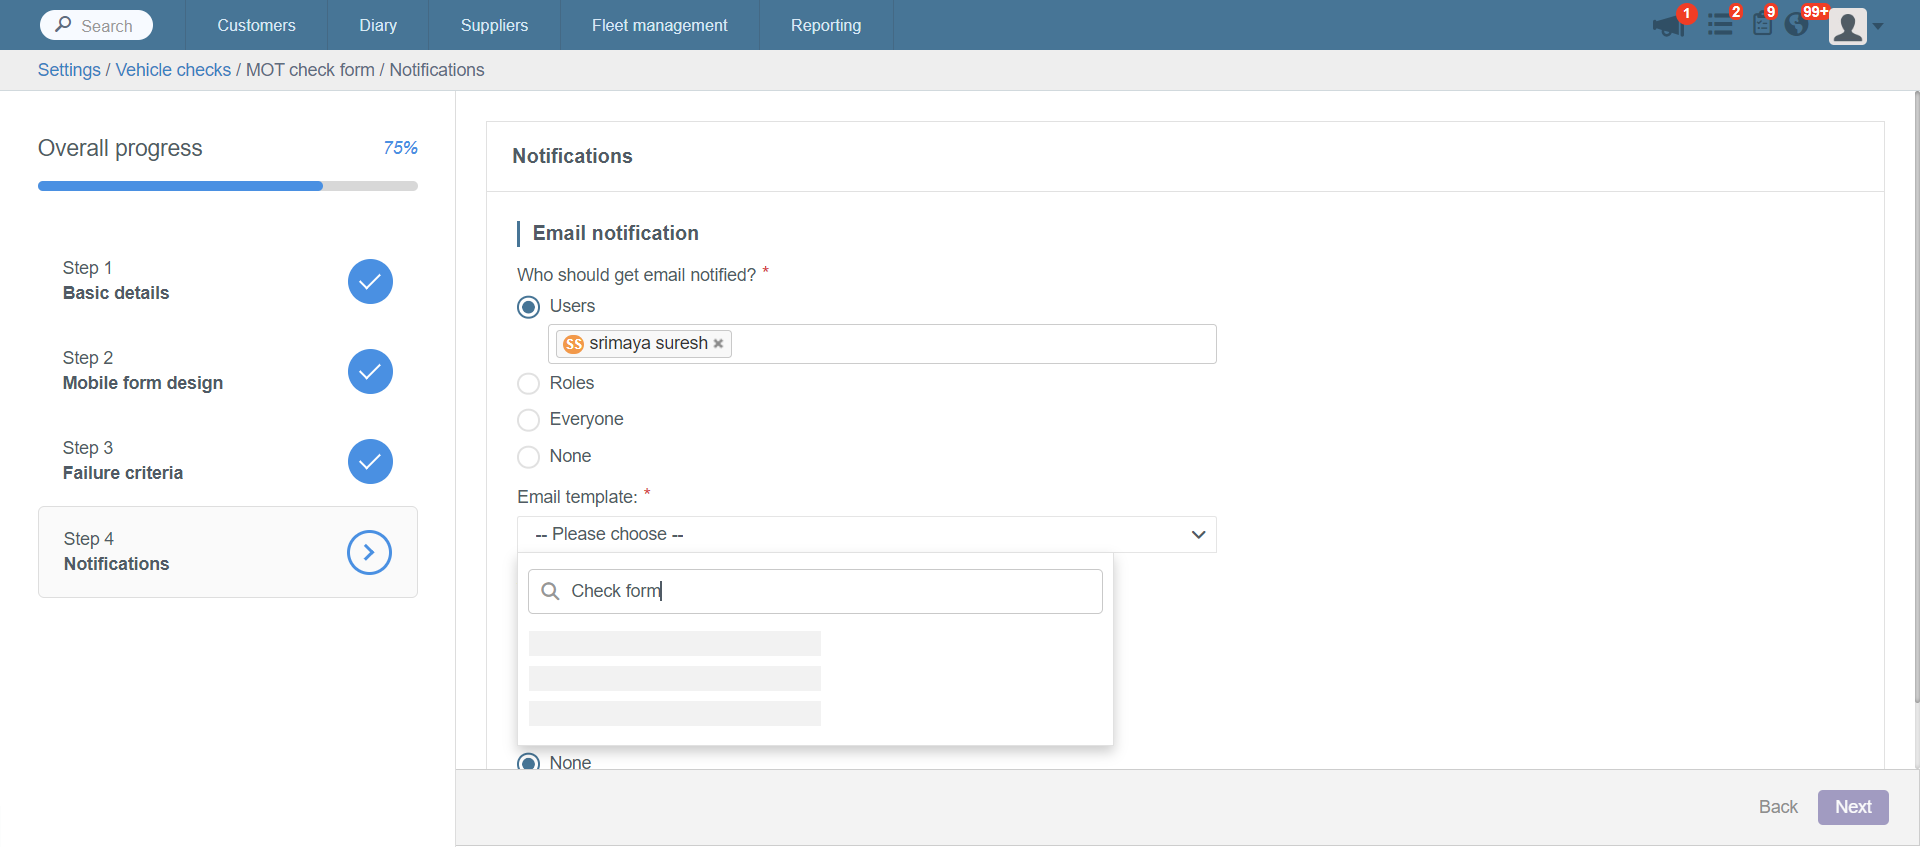 Search
Customers
Diary
Suppliers
Fleet management
Reporting
1
2
9
99+
Settings / Vehicle checks / MOT check form / Notifications
Overall progress
75%
Step 1
Basic details
Step 2
Mobile form design
Step 3
Failure criteria
Step 4
Notifications
Notifications
Email notification
Who should get email notified? *
Users
SS srimaya suresh ×
Roles
Everyone
None
Email template: *
-- Please choose --
Check form
None
Back
Next